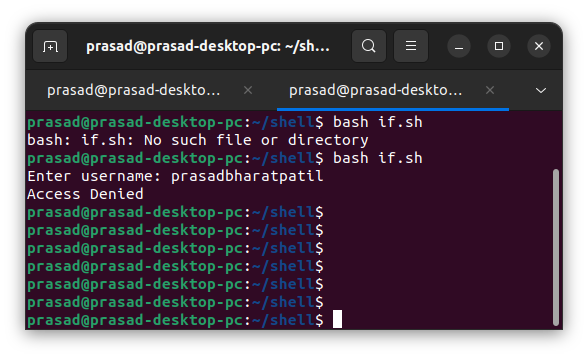 prasad@prasad-desktop-pc: ~/sh...
prasad@prasad-deskto... prasad@prasad-deskto...
prasad@prasad-desktop-pc:~/shell$ bash if.sh
bash: if.sh: No such file or directory
prasad@prasad-desktop-pc:~/shell$ bash if.sh
Enter username: prasadbharatpatil
Access Denied
prasad@prasad-desktop-pc:~/shell$
prasad@prasad-desktop-pc:~/shell$
prasad@prasad-desktop-pc:~/shell$
prasad@prasad-desktop-pc:~/shell$
prasad@prasad-desktop-pc:~/shell$
prasad@prasad-desktop-pc:~/shell$
prasad@prasad-desktop-pc:~/shell$